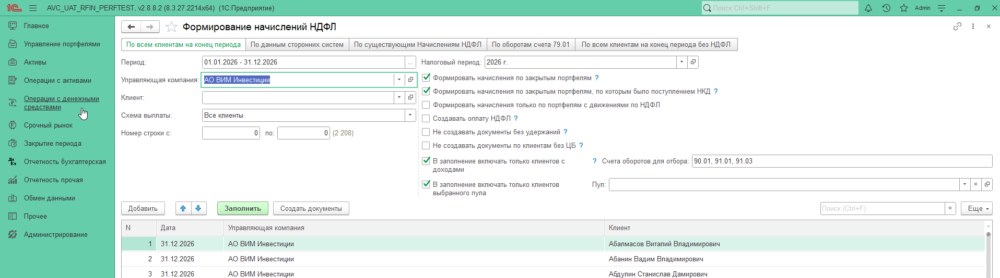 1С AVC_UAT_RFIN_PERFTEST, v2.8.8.2 (8.3.27.2214x64) (1С:Предприятие)
Поиск Ctrl+Shift+F
Admin
Главное
Управление портфелями
Активы
Операции с активами
Операции с денежными
средствами
Срочный рынок
Закрытие периода
Дт Кт Отчетность бухгалтерская
Отчетность прочая
Обмен данными
Прочее
Администрирование
Формирование начислений НДФЛ
По всем клиентам на конец периода По данным сторонних систем По существующим Начислениям НДФЛ По оборотам счета 79.01 По всем клиентам на конец периода без НДФЛ
Период: 01.01.2026 - 31.12.2026 ...
Управляющая компания: АО ВИМ Инвестиции
Клиент:
Схема выплаты: Все клиенты
Номер строки с: 0 по: 0 (2 208)
Налоговый период: 2026 г.
Формировать начисления по закрытым портфелям ?
Формировать начисления по закрытым портфелям, по которым было поступлением НКД ?
Формировать начисления только по портфелям с движениями по НДФЛ
Создавать оплату НДФЛ ?
Не создавать документы без удержаний ?
Не создавать документы по клиентам без ЦБ ?
В заполнение включать только клиентов с
доходами
? Счета оборотов для отбора: 90.01, 91.01, 91.03
В заполнение включать только клиентов
выбранного пула
Пул:
Добавить Заполнить Создать документы Поиск (Ctrl+F) × Еще
N Дата Управляющая компания Клиент
1 31.12.2026 АО ВИМ Инвестиции Абалмасов Виталий Владимирович
2 31.12.2026 АО ВИМ Инвестиции Абанин Вадим Владимирович
3 31.12.2026 АО ВИМ Инвестиции Абдулин Станислав Дамирович